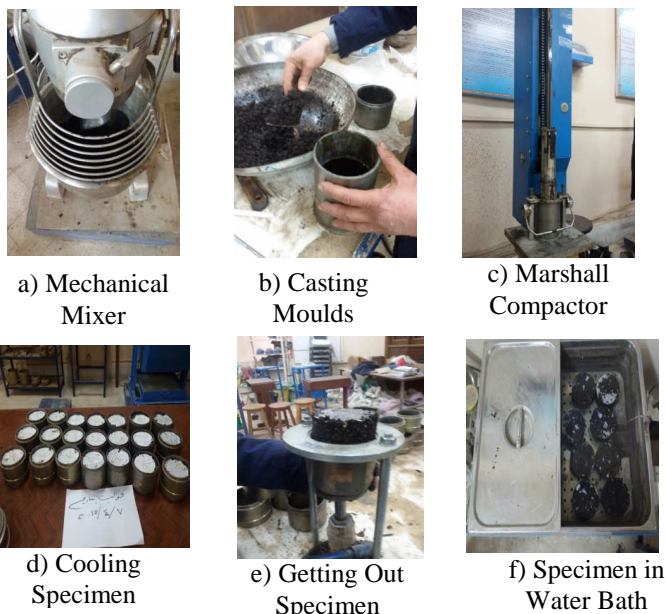 a) Mechanical
Mixer
b) Casting
Moulds
c) Marshall
Compactor
d) Cooling
Specimen
e) Getting Out
Specimen
f) Specimen in
Water Bath